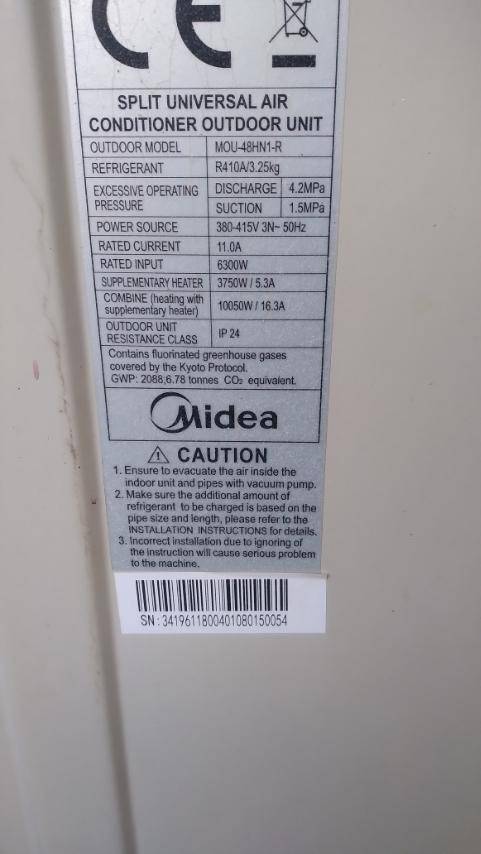 CE
SPLIT UNIVERSAL AIR
CONDITIONER OUTDOOR UNIT
OUTDOOR MODEL MOU-48HN1-R
REFRIGERANT R410A/3.25kg
EXCESSIVE OPERATING PRESSURE DISCHARGE 4.2MPa
SUCTION 1.5MPa
POWER SOURCE 380-415V 3N~ 50Hz
RATED CURRENT 11.0A
RATED INPUT 6300W
SUPPLEMENTARY HEATER 3750W / 5.3A
COMBINE (heating with
supplementary heater) 10050W / 16.3A
OUTDOOR UNIT
RESISTANCE CLASS IP 24
Contains fluorinated greenhouse gases
covered by the Kyoto Protocol.
GWP: 2088;6.78 tonnes CO₂ equivalent.
Midea
CAUTION
1. Ensure to evacuate the air inside the
indoor unit and pipes with vacuum pump.
2. Make sure the additional amount of
refrigerant to be charged is based on the
pipe size and length, please refer to the
INSTALLATION INSTRUCTIONS for details.
3. Incorrect installation due to ignoring of
the instruction will cause serious problem
to the machine.
SN : 3419611800401080150054